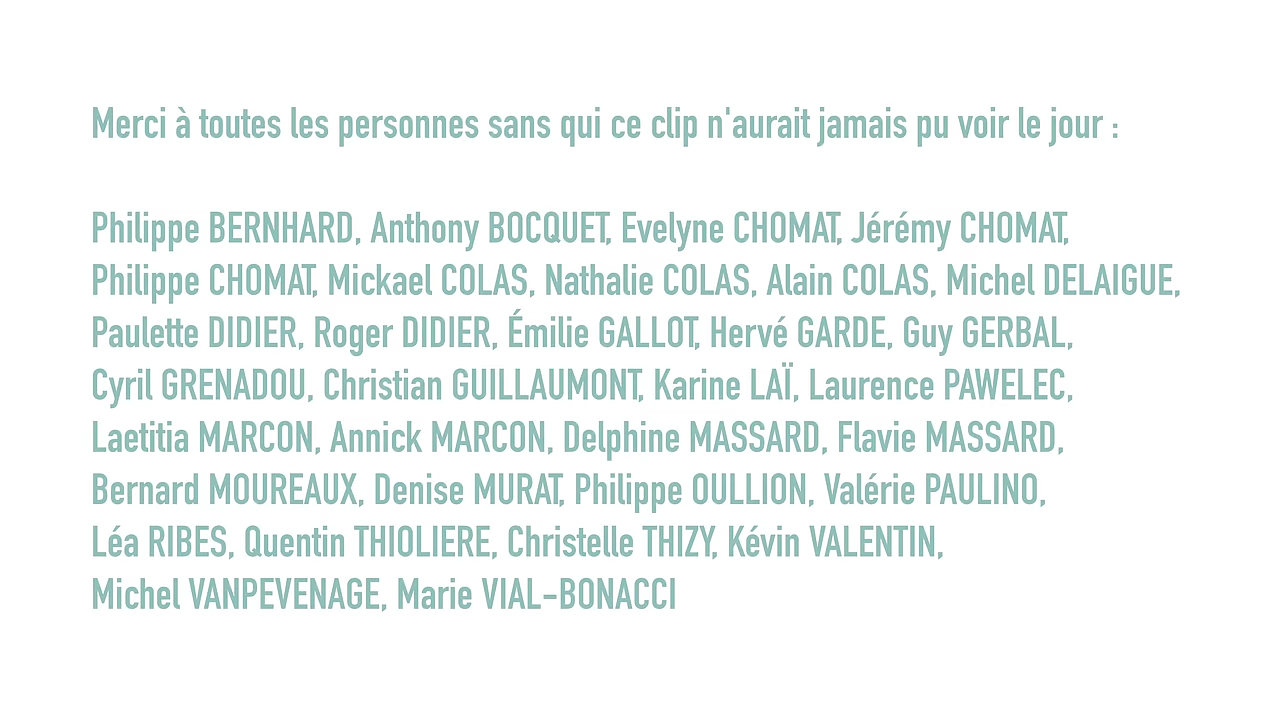 Merci à toutes les personnes sans qui ce clip n'aurait jamais pu voir le jour :
Philippe BERNHARD, Anthony BOCQUET, Evelyne CHOMAT, Jérémy CHOMAT,
Philippe CHOMAT, Mickael COLAS, Nathalie COLAS, Alain COLAS, Michel DELAIGUE,
Paulette DIDIER, Roger DIDIER, Émilie GALLOT, Hervé GARDE, Guy GERBAL,
Cyril GRENADOU, Christian GUILLAUMONT, Karine LAÏ, Laurence PAWELEC,
Laetitia MARCON, Annick MARCON, Delphine MASSARD, Flavie MASSARD,
Bernard MOUREAUX, Denise MURAT, Philippe OULLION, Valérie PAULINO,
Léa RIBES, Quentin THIOLIERE, Christelle THIZY, Kévin VALENTIN,
Michel VANPEVENAGE, Marie VIAL-BONACCI